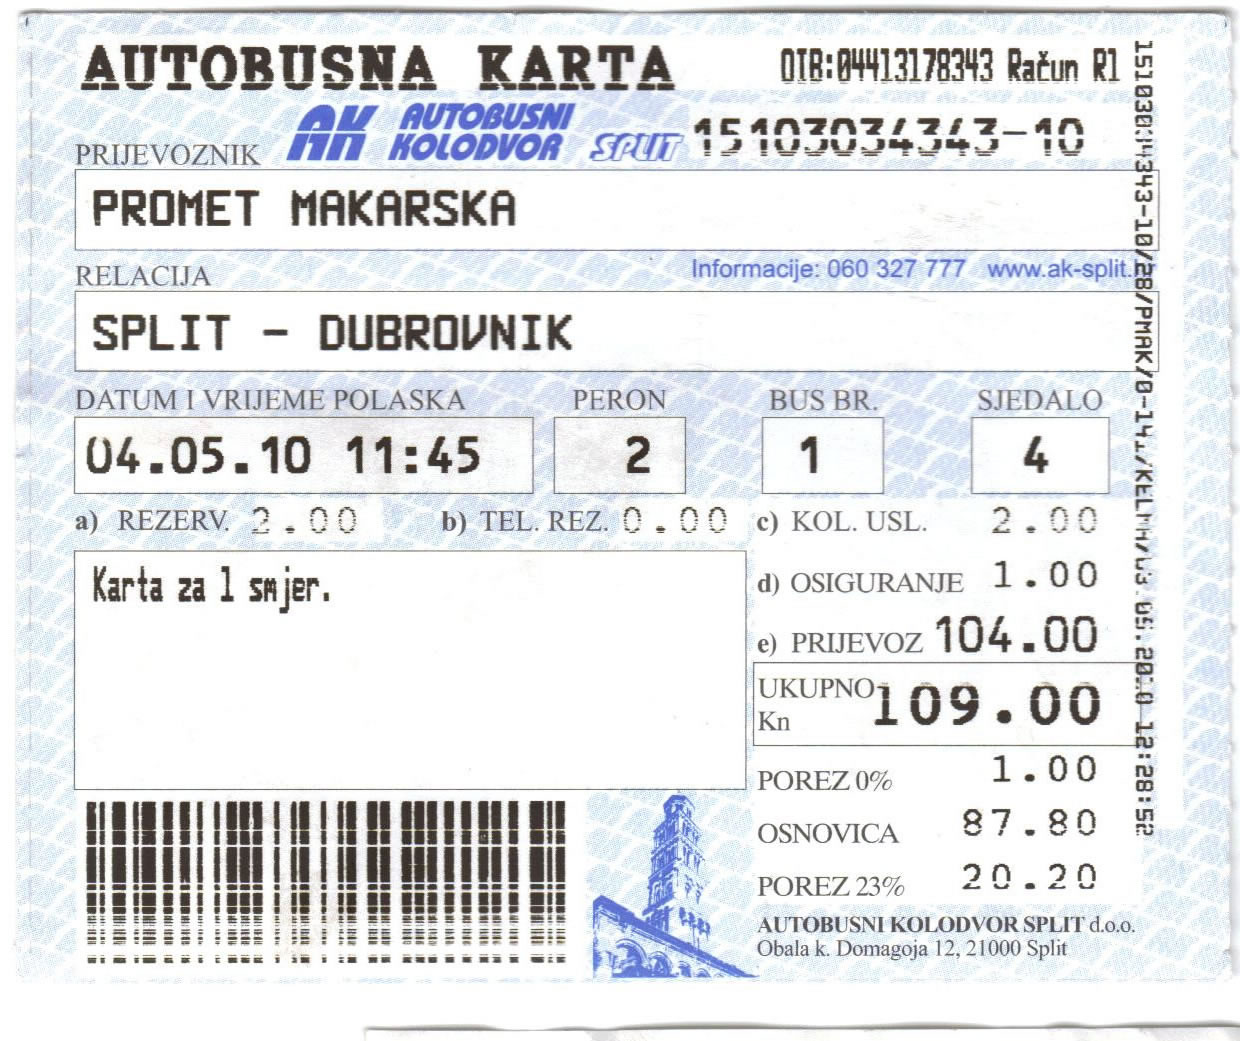 AUTOBUSNA KARTA
OIB:04413178343 Račun R1
AK AUTOBUSNI KOLODVOR SPLIT
15103034343-10
PRIJEVOZNIK
PROMET MAKARSKA
Informacije: 060 327 777 www.ak-split.
RELACIJA
SPLIT - DUBROVNIK
DATUM I VRIJEME POLASKA PERON BUS BR. SJEDALO
04.05.10 11:45 2 1 4
a) REZERV. 2.00 b) TEL. REZ. 0.00 c) KOL. USL. 2.00
Karta za 1 smjer.
d) OSIGURANJE 1.00
e) PRIJEVOZ 104.00
UKUPNO Kn 109.00
POREZ 0% 1.00
OSNOVICA 87.80
POREZ 23% 20.20
AUTOBUSNI KOLODVOR SPLIT d.o.o.
Obala k. Domagoja 12, 21000 Split
12:28:52